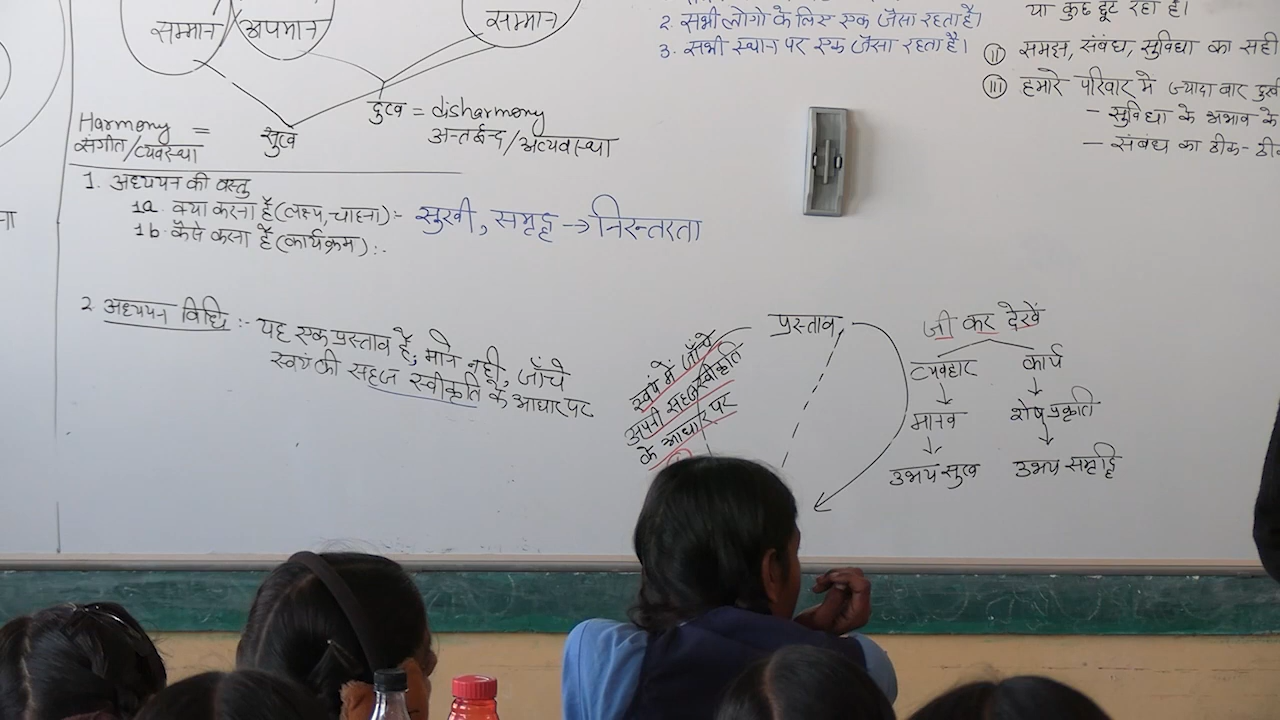 सम्मान
अपमान
सम्मान
2. सभी लोगो के लिए एक जैसा रहता है।
3. सभी स्थान पर एक जैसा रहता है।
या कुछ टूट रहा है।
II समझ, संबंध, सुविधा का सही
III हमारे परिवार मे ज्यादा बार
– सुविधा के अभाव के
– संबंध का ठीक-
दुख = disharmony
अन्तर्द्वन्द / अव्यवस्था
Harmony =
संगीत/व्यवस्था
सुख
1. अध्ययन की वस्तु
1a. क्या करना है (लक्ष्य, चाहना) :- सुखी, समृद्ध → निरन्तरता
1b. कैसे करना है (कार्यक्रम) :-
2 अध्ययन विधि :- यह एक प्रस्ताव है, माने नही, जाँचे
स्वयं की सहज स्वीकृति के आधार पर
स्वयं में जाँचे
अपनी सहज स्वीकृति
के आधार पर
प्रस्ताव
जी कर देखें
व्यवहार
कार्य
मानव
शेष प्रकृति
उभय सुख
उभय समृद्धि